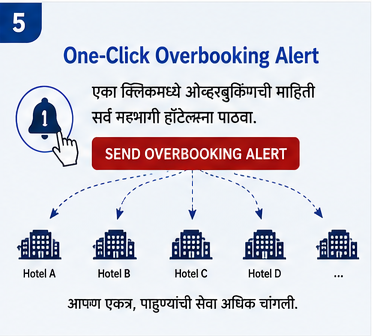 5
One-Click Overbooking Alert
एका क्लिकमध्ये ओव्हरबुकिंगची माहिती
सर्व महभागी हॉटेल्स्ना पाठवा.
1
SEND OVERBOOKING ALERT
Hotel A
Hotel B
Hotel C
Hotel D
...
आपण एकत्र, पाहुण्यांची सेवा अधिक चांगली.